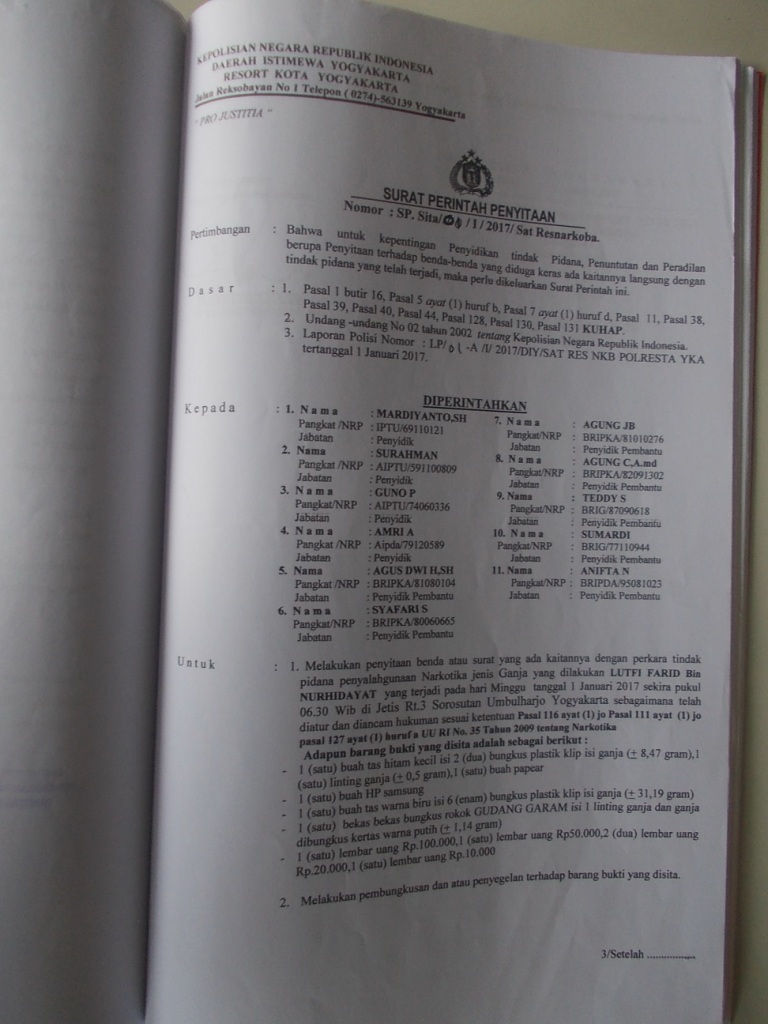 KEPOLISIAN NEGARA REPUBLIK INDONESIA
DAERAH ISTIMEWA YOGYAKARTA
RESORT KOTA YOGYAKARTA
Jalan Reksobayan No 1 Telepon ( 0274)-563139 Yogyakarta
" PRO JUSTITIA "
SURAT PERINTAH PENYITAAN
Nomor : SP. Sita/ /I/2017/ Sat Resnarkoba.
Pertimbangan : Bahwa untuk kepentingan Penyidikan tindak Pidana, Penuntutan dan Peradilan
berupa Penyitaan terhadap benda-benda yang diduga keras ada kaitannya langsung dengan
tindak pidana yang telah terjadi, maka perlu dikeluarkan Surat Perintah ini.
D a s a r : 1. Pasal 1 butir 16, Pasal 5 ayat (1) huruf b, Pasal 7 ayat (1) huruf d, Pasal 11, Pasal 38,
Pasal 39, Pasal 40, Pasal 44, Pasal 128, Pasal 130, Pasal 131 KUHAP.
2. Undang -undang No 02 tahun 2002 tentang Kepolisian Negara Republik Indonesia.
3. Laporan Polisi Nomor : LP/ -A /I/ 2017/DIY/SAT RES NKB POLRESTA YKA
tertanggal 1 Januari 2017.
DIPERINTAHKAN
K e p a d a : 1. N a m a : MARDIYANTO,SH
Pangkat/NRP : IPTU/69110121
Jabatan : Penyidik
2. Nama : SURAHMAN
Pangkat /NRP : AIPTU/591100809
Jabatan : Penyidik
3. N a m a : GUNO P
Pangkat/NRP : AIPTU/74060336
Jabatan : Penyidik
4. N a m a : AMRI A
Pangkat /NRP : Aipda/79120589
Jabatan : Penyidik
5. Nama : AGUS DWI H,SH
Pangkat /NRP : BRIPKA/81080104
Jabatan : Penyidik Pembantu
6. N a m a : SYAFARI S
Pangkat/NRP : BRIPKA/80060665
Jabatan : Penyidik Pembantu
7. N a m a : AGUNG JB
Pangkat/NRP : BRIPKA/81010276
Jabatan : Penyidik Pembantu
8. N a m a : AGUNG C,A.md
Pangkat/NRP : BRIPKA/82091302
Jabatan : Penyidik Pembantu
9. Nama : TEDDY S
Pangkat/NRP : BRIG/87090618
Jabatan : Penyidik Pembantu
10. N a m a : SUMARDI
Pangkat/NRP : BRIG/77110944
Jabatan : Penyidik Pembantu
11. Nama : ANIFTA N
Pangkat/NRP : BRIPDA/95081023
Jabatan : Penyidik Pembantu
U n t u k : 1. Melakukan penyitaan benda atau surat yang ada kaitannya dengan perkara tindak
pidana penyalahgunaan Narkotika jenis Ganja yang dilakukan LUTFI FARID Bin
NURHIDAYAT yang terjadi pada hari Minggu tanggal 1 Januari 2017 sekira pukul
06.30 Wib di Jetis Rt.3 Sorosutan Umbulharjo Yogyakarta sebagaimana telah
diatur dan diancam hukuman sesuai ketentuan Pasal 116 ayat (1) jo Pasal 111 ayat (1) jo
pasal 127 ayat (1) huruf a UU RI No. 35 Tahun 2009 tentang Narkotika
Adapun barang bukti yang disita adalah sebagai berikut :
- 1 (satu) buah tas hitam kecil isi 2 (dua) bungkus plastik klip isi ganja (± 8,47 gram),1
(satu) linting ganja (± 0,5 gram),1 (satu) buah papear
- 1 (satu) buah HP samsung
- 1 (satu) buah tas warna biru isi 6 (enam) bungkus plastik klip isi ganja (± 31,19 gram)
- 1 (satu) bekas bekas bungkus rokok GUDANG GARAM isi 1 linting ganja dan ganja
dibungkus kertas warna putih (± 1,14 gram)
- 1 (satu) lembar uang Rp.100.000,1 (satu) lembar uang Rp50.000,2 (dua) lembar uang
Rp.20.000,1 (satu) lembar uang Rp.10.000
2. Melakukan pembungkusan dan atau penyegelan terhadap barang bukti yang disita.
3/Setelah ................